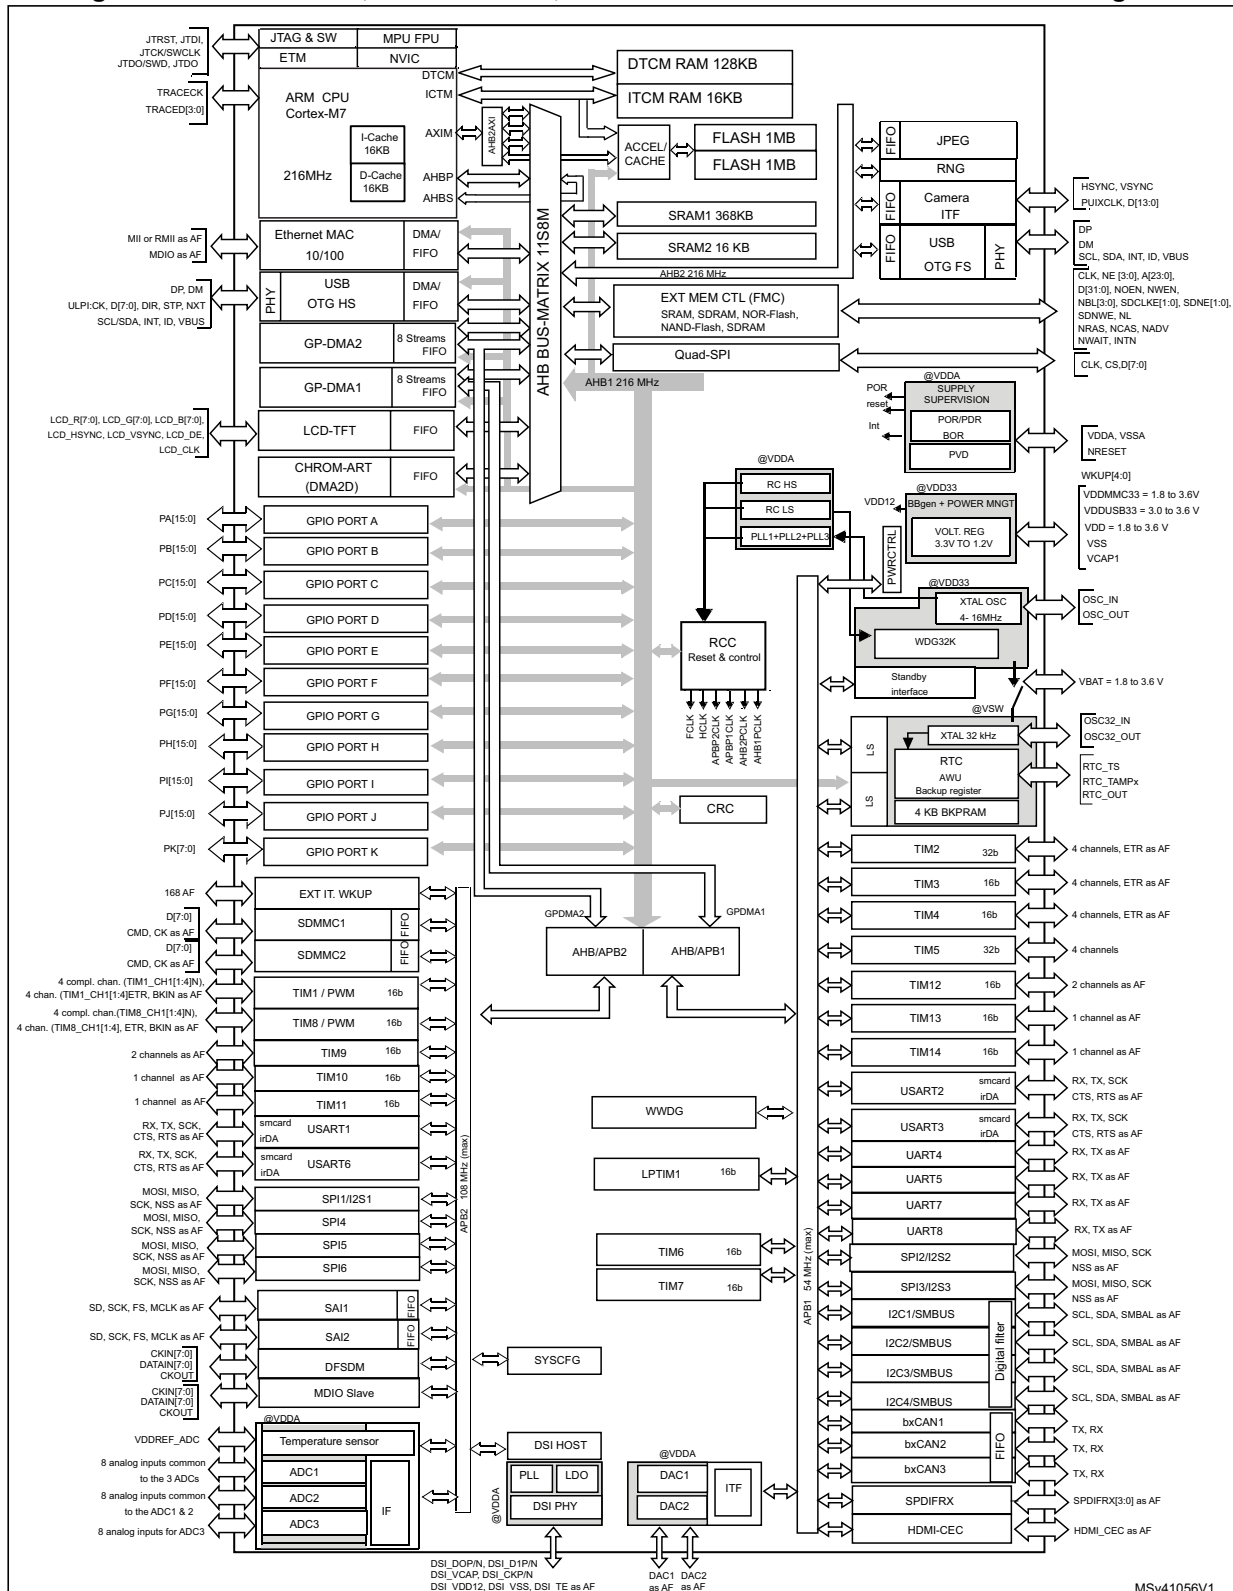 JTRST, JTDI,
JTCK/SWCLK
JTDO/SWD, JTDO
JTAG & SW
MPU FPU
ETM
NVIC
DTCM
ICTM
AXIM
AHBP
AHBS
TRACECK
TRACED[3:0]
ARM CPU
Cortex-M7
216MHz
I-Cache
16KB
D-Cache
16KB
AHB2AXI
AHB BUS-MATRIX 11S8M
DTCM RAM 128KB
ITCM RAM 16KB
ACCEL/
CACHE
FLASH 1MB
FLASH 1MB
SRAM1 368KB
SRAM2 16 KB
AHB2 216 MHz
EXT MEM CTL (FMC)
SRAM, SDRAM, NOR-Flash,
NAND-Flash, SDRAM
Quad-SPI
AHB1 216 MHz
FIFO
JPEG
RNG
FIFO
Camera
ITF
FIFO
USB
OTG FS
PHY
HSYNC, VSYNC
PUIXCLK, D[13:0]
DP
DM
SCL, SDA, INT, ID, VBUS
CLK, NE [3:0], A[23:0],
D[31:0], NOEN, NWEN,
NBL[3:0], SDCLKE[1:0], SDNE[1:0],
SDNWE, NL
NRAS, NCAS, NADV
NWAIT, INTN
CLK, CS,D[7:0]
MII or RMII as AF
MDIO as AF
Ethernet MAC
10/100
DMA/
FIFO
DP, DM
ULPI:CK, D[7:0], DIR, STP, NXT
SCL/SDA, INT, ID, VBUS
PHY
USB
OTG HS
DMA/
FIFO
GP-DMA2
8 Streams
FIFO
GP-DMA1
8 Streams
FIFO
LCD_R[7:0], LCD_G[7:0], LCD_B[7:0],
LCD_HSYNC, LCD_VSYNC, LCD_DE,
LCD_CLK
LCD-TFT
FIFO
CHROM-ART
(DMA2D)
FIFO
@VDDA
POR
reset
Int
SUPPLY
SUPERVISION
POR/PDR
BOR
PVD
VDDA, VSSA
NRESET
WKUP[4:0]
@VDDA
RC HS
RC LS
PLL1+PLL2+PLL3
@VDD33
VDD12
BBgen + POWER MNGT
VOLT. REG
3.3V TO 1.2V
VDDMMC33 = 1.8 to 3.6V
VDDUSB33 = 3.0 to 3.6 V
VDD = 1.8 to 3.6 V
VSS
VCAP1
PWRCTRL
@VDD33
XTAL OSC
4- 16MHz
WDG32K
OSC_IN
OSC_OUT
Standby
interface
VBAT = 1.8 to 3.6 V
@VSW
XTAL 32 kHz
OSC32_IN
OSC32_OUT
LS
LS
RTC
AWU
Backup register
4 KB BKPRAM
RTC_TS
RTC_TAMPx
RTC_OUT
RCC
Reset & control
FCLK
HCLK
APBP2CLK
APBP1CLK
AHB2PCLK
AHB1PCLK
CRC
PA[15:0]
GPIO PORT A
PB[15:0]
GPIO PORT B
PC[15:0]
GPIO PORT C
PD[15:0]
GPIO PORT D
PE[15:0]
GPIO PORT E
PF[15:0]
GPIO PORT F
PG[15:0]
GPIO PORT G
PH[15:0]
GPIO PORT H
PI[15:0]
GPIO PORT I
PJ[15:0]
GPIO PORT J
PK[7:0]
GPIO PORT K
GPDMA2
GPDMA1
AHB/APB2
AHB/APB1
168 AF
EXT IT. WKUP
D[7:0]
CMD, CK as AF
SDMMC1
FIFO
D[7:0]
CMD, CK as AF
SDMMC2
FIFO
4 compl. chan. (TIM1_CH1[1:4]N),
4 chan. (TIM1_CH1[1:4]ETR, BKIN as AF
TIM1 / PWM
16b
4 compl. chan.(TIM8_CH1[1:4]N),
4 chan. (TIM8_CH1[1:4], ETR, BKIN as AF
TIM8 / PWM
16b
2 channels as AF
TIM9
16b
1 channel as AF
TIM10
16b
1 channel as AF
TIM11
16b
RX, TX, SCK,
CTS, RTS as AF
smcard
irDA
USART1
RX, TX, SCK,
CTS, RTS as AF
smcard
irDA
USART6
MOSI, MISO,
SCK, NSS as AF
SPI1/I2S1
MOSI, MISO,
SCK, NSS as AF
SPI4
MOSI, MISO,
SCK, NSS as AF
SPI5
MOSI, MISO,
SCK, NSS as AF
SPI6
SD, SCK, FS, MCLK as AF
SAI1
FIFO
SD, SCK, FS, MCLK as AF
SAI2
FIFO
CKIN[7:0]
DATAIN[7:0]
CKOUT
DFSDM
CKIN[7:0]
DATAIN[7:0]
CKOUT
MDIO Slave
@VDDA
VDDREF_ADC
Temperature sensor
8 analog inputs common
to the 3 ADCs
ADC1
8 analog inputs common
to the ADC1 & 2
ADC2
8 analog inputs for ADC3
ADC3
IF
APB2 108 MHz (max)
SYSCFG
DSI HOST
@VDDA
PLL
LDO
DSI PHY
DSI_DOP/N, DSI_D1P/N
DSI_VCAP, DSI_CKP/N
DSI_VDD12, DSI_VSS, DSI_TE as AF
WWDG
LPTIM1
16b
TIM6
16b
TIM7
16b
@VDDA
DAC1
DAC2
ITF
DAC1
as AF
DAC2
as AF
APB1 54 MHz (max)
TIM2
32b
4 channels, ETR as AF
TIM3
16b
4 channels, ETR as AF
TIM4
16b
4 channels, ETR as AF
TIM5
32b
4 channels
TIM12
16b
2 channels as AF
TIM13
16b
1 channel as AF
TIM14
16b
1 channel as AF
USART2
smcard
irDA
RX, TX, SCK
CTS, RTS as AF
USART3
smcard
irDA
RX, TX, SCK
CTS, RTS as AF
UART4
RX, TX as AF
UART5
RX, TX as AF
UART7
RX, TX as AF
UART8
RX, TX as AF
SPI2/I2S2
MOSI, MISO, SCK
NSS as AF
SPI3/I2S3
MOSI, MISO, SCK
NSS as AF
I2C1/SMBUS
SCL, SDA, SMBAL as AF
I2C2/SMBUS
SCL, SDA, SMBAL as AF
I2C3/SMBUS
SCL, SDA, SMBAL as AF
I2C4/SMBUS
SCL, SDA, SMBAL as AF
Digital filter
bxCAN1
TX, RX
bxCAN2
TX, RX
bxCAN3
TX, RX
FIFO
SPDIFRX
SPDIFRX[3:0] as AF
HDMI-CEC
HDMI_CEC as AF
MSv41056V1